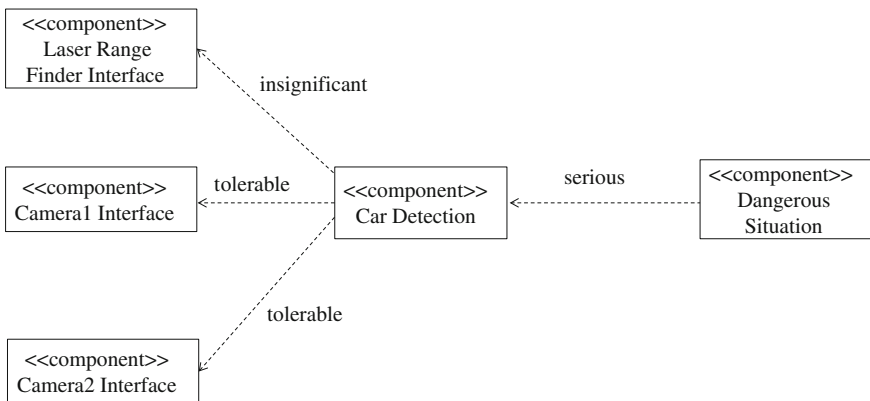 <<component>>
Laser Range
Finder Interface
insignificant
<<component>>
Camera1 Interface
tolerable
<<component>>
Car Detection
serious
<<component>>
Dangerous
Situation
tolerable
<<component>>
Camera2 Interface